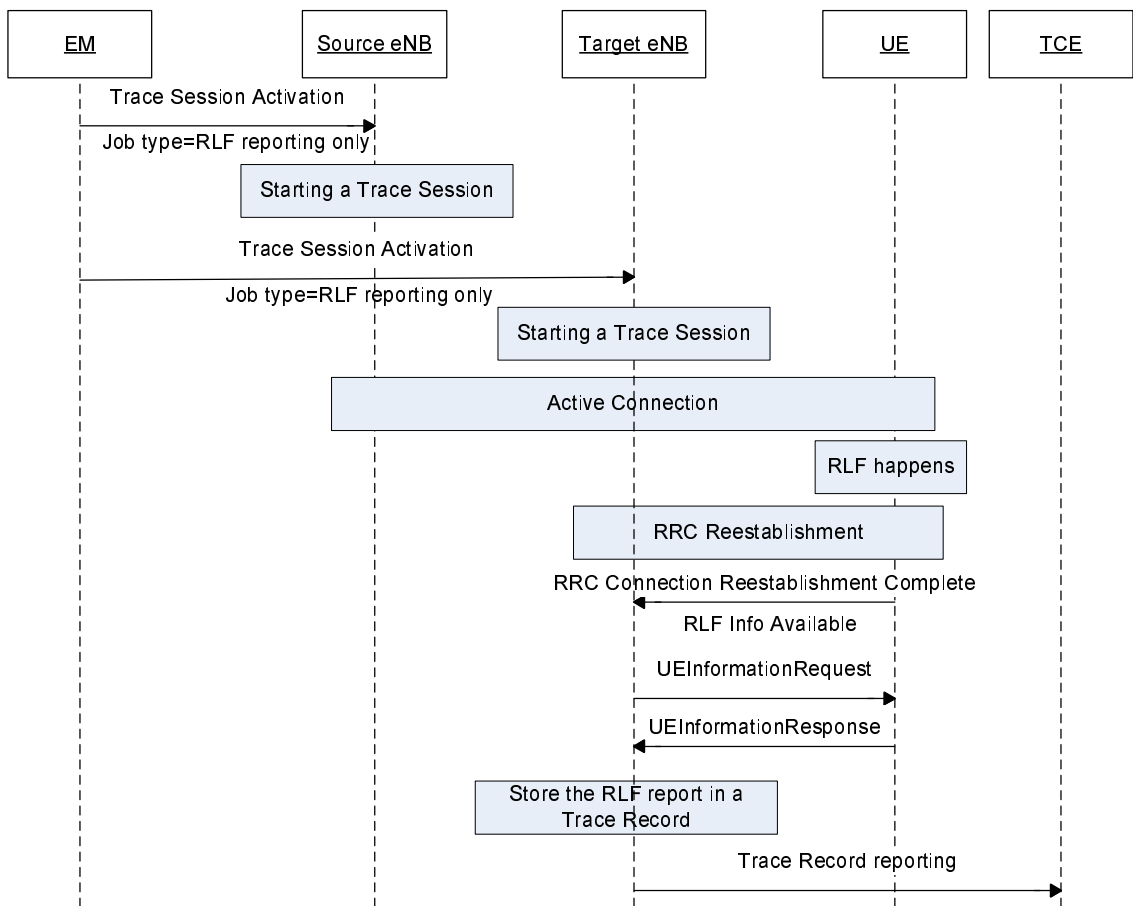 EM
Source eNB
Target eNB
UE
TCE
Trace Session Activation
Job type=RLF reporting only
Starting a Trace Session
Trace Session Activation
Job type=RLF reporting only
Starting a Trace Session
Active Connection
RLF happens
RRC Reestablishment
RRC Connection Reestablishment Complete
RLF Info Available
UEInformationRequest
UEInformationResponse
Store the RLF report in a
Trace Record
Trace Record reporting